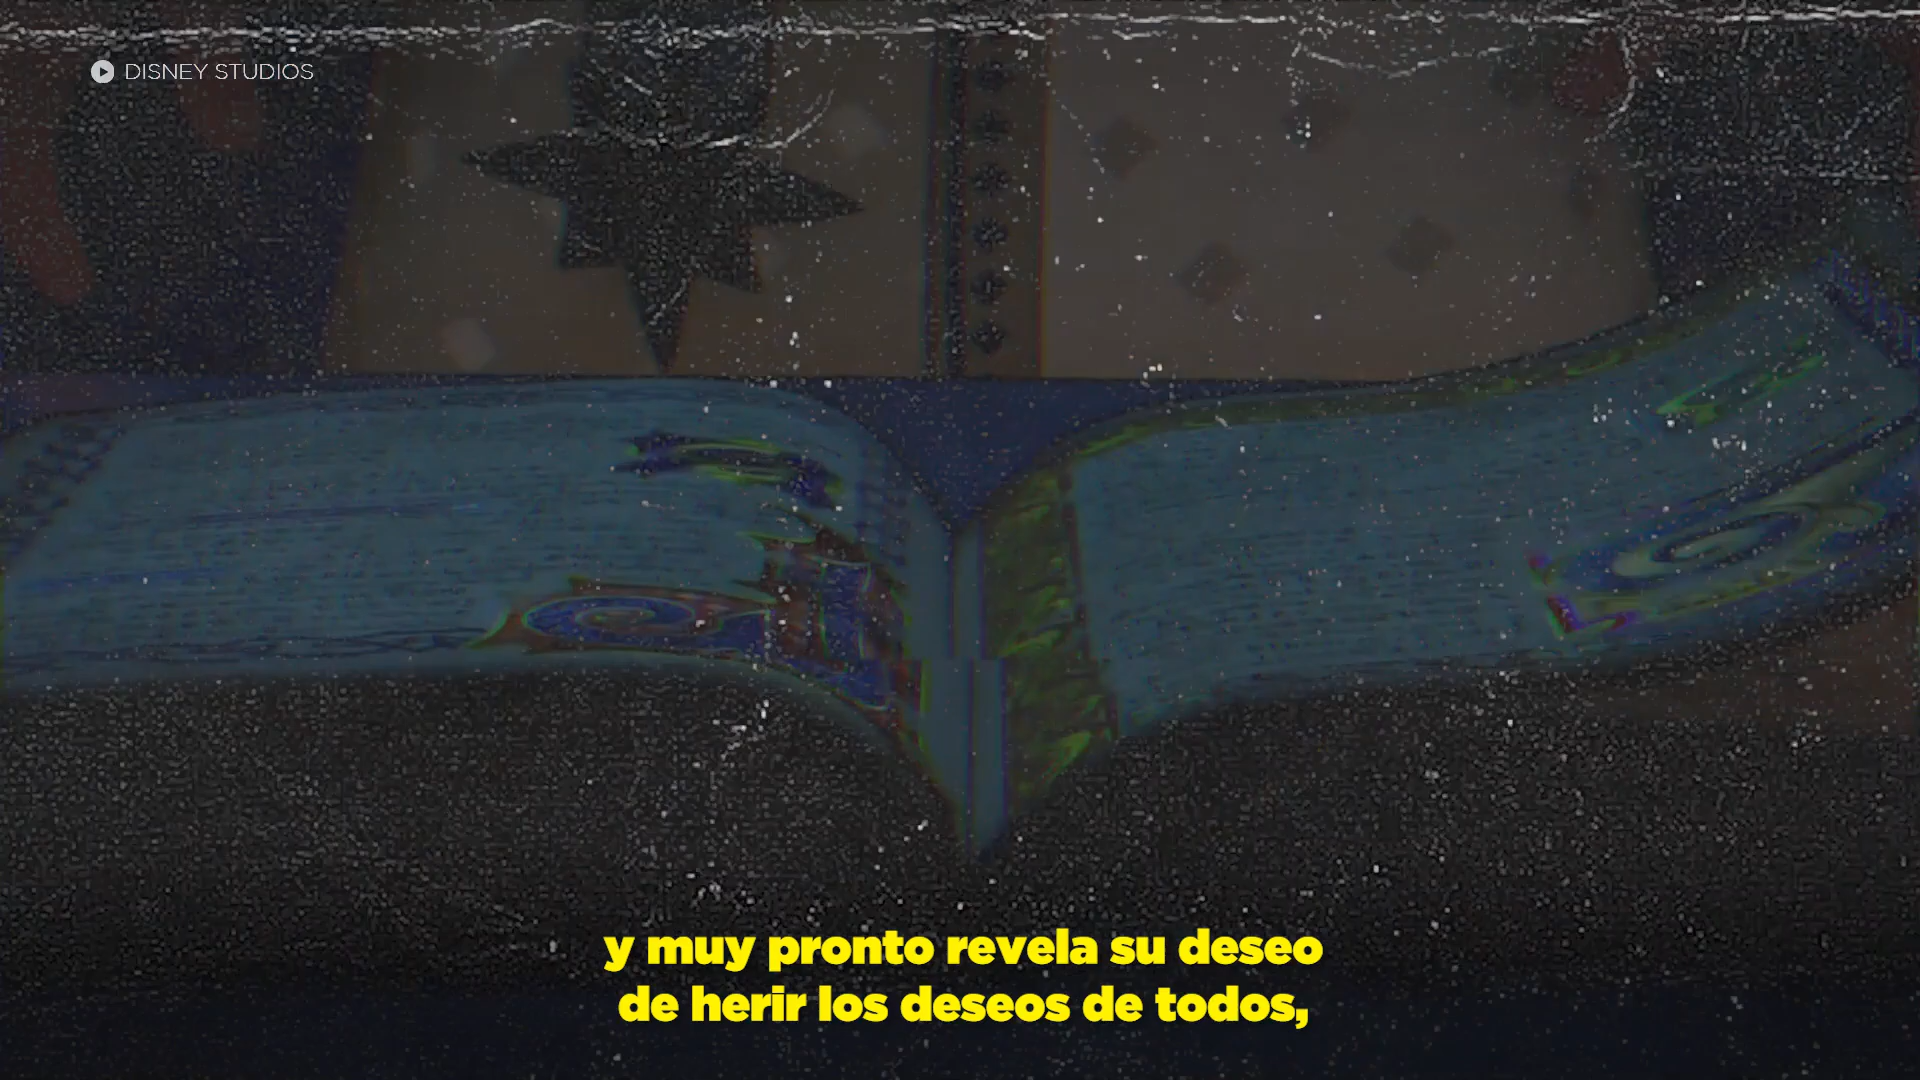 DISNEY STUDIOS
y muy pronto revela su deseo
de herir los deseos de todos,